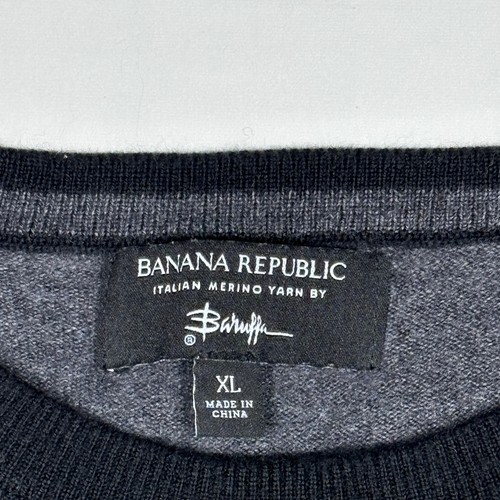 BANANA REPUBLIC
ITALIAN MERINO YARN BY
Baruffa
®
XL
MADE IN
CHINA